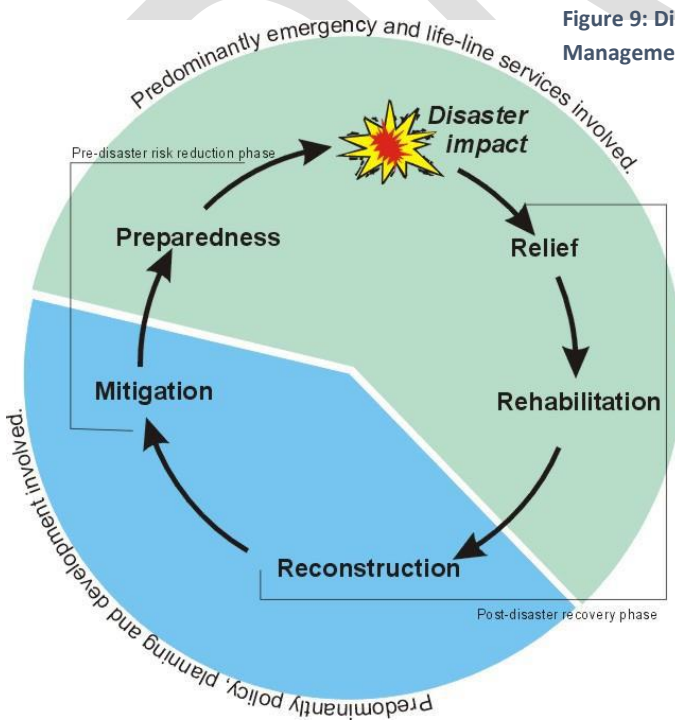 Figure 9: Di
Manageme
Predominantly emergency and life-line services involved.
Disaster
impact
Pre-disaster risk reduction phase
Preparedness
Relief
Mitigation
Rehabilitation
Reconstruction
Post-disaster recovery phase
Predominantly policy, planning and development involved.